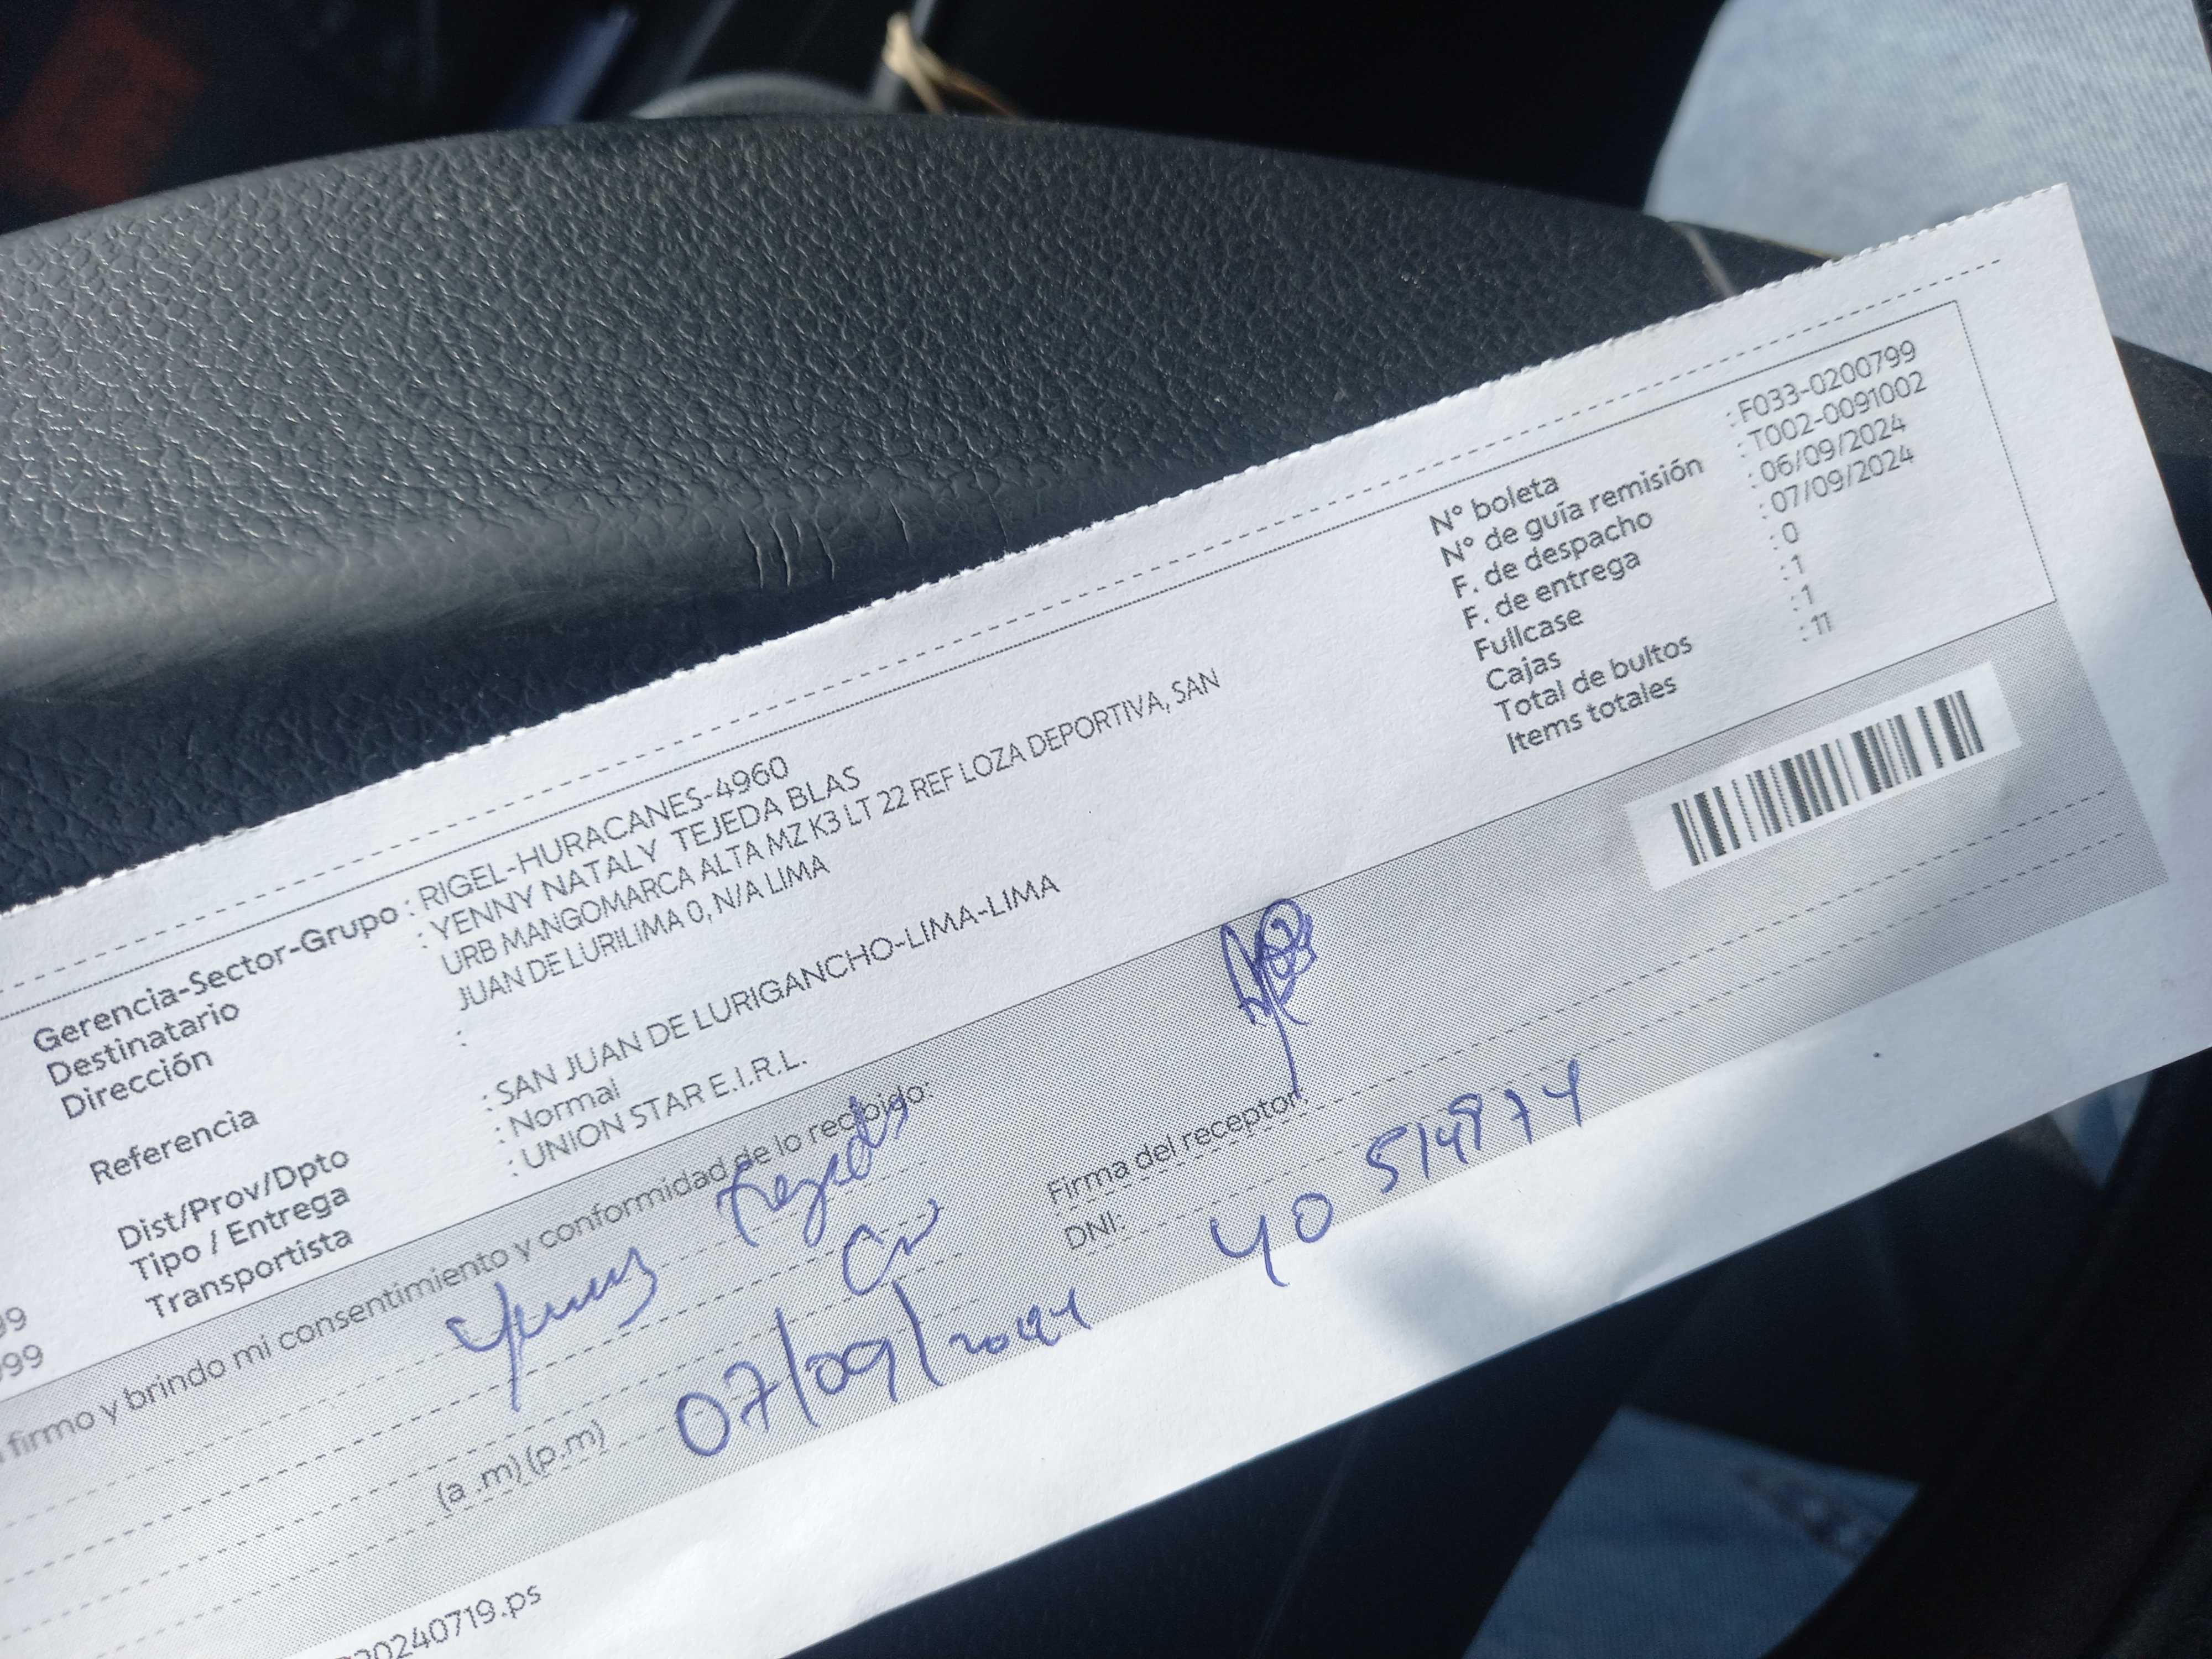 Gerencia-Sector-Grupo : RIGEL-HURACANES-4960
Destinatario : YENNY NATALY TEJEDA BLAS
Dirección URB MANGOMARCA ALTA MZ K3 LT 22 REF LOZA DEPORTIVA, SAN
JUAN DE LURILIMA 0, N/A LIMA
Referencia :
Dist/Prov/Dpto : SAN JUAN DE LURIGANCHO-LIMA-LIMA
Tipo / Entrega : Normal
Transportista : UNION STAR E.I.R.L.
N° boleta : F033-0200799
N° de guía remisión : T002-0091002
F. de despacho : 06/09/2024
F. de entrega : 07/09/2024
Fullcase : 0
Cajas : 1
Total de bultos : 1
Items totales : 11
99
99
firmo y brindo mi consentimiento y conformidad de lo recibido:
Tejeda
Firma del receptor:
DNI: 40
(a .m) (p.m) 07/09/2024
20240719.ps